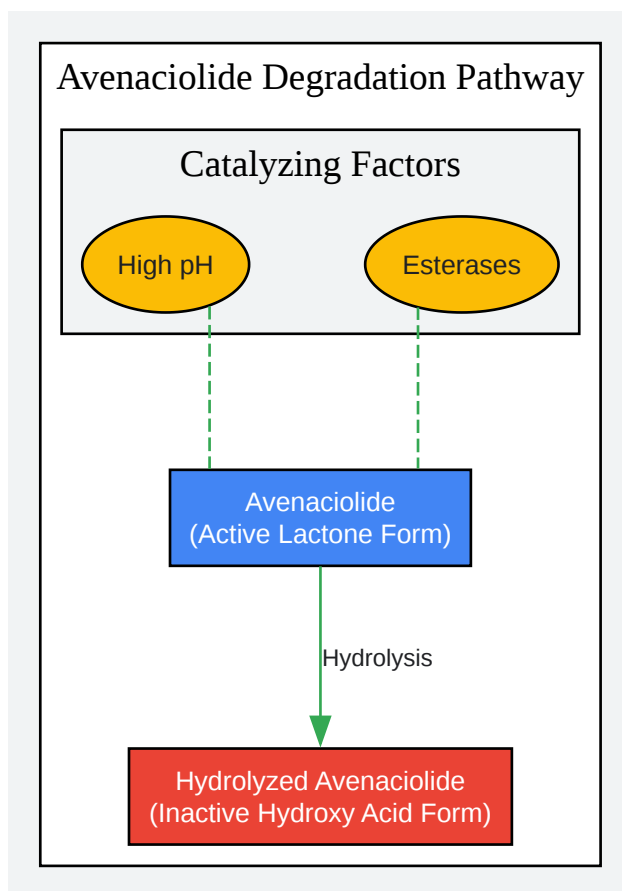 Avenaciolide Degradation Pathway
Catalyzing Factors
High pH
Esterases
Avenaciolide
(Active Lactone Form)
Hydrolysis
Hydrolyzed Avenaciolide
(Inactive Hydroxy Acid Form)